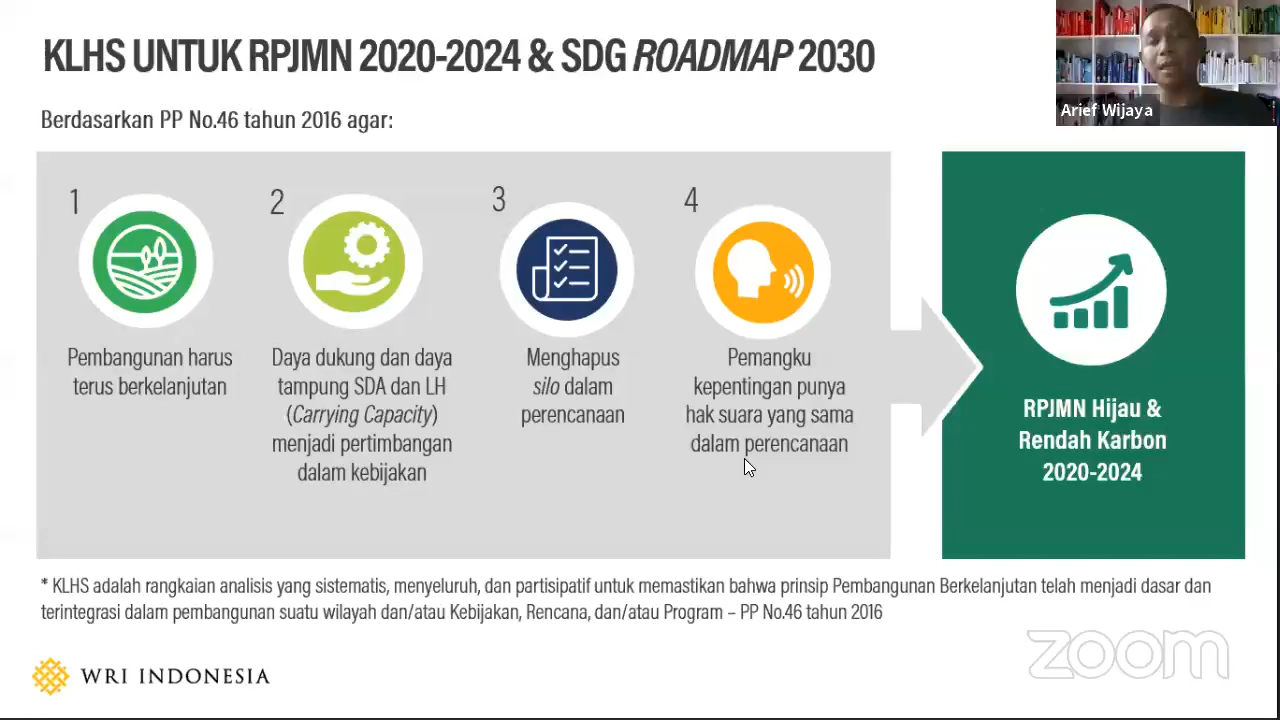 KLHS UNTUK RPJMN 2020-2024 & SDG ROADMAP 2030
Arief Wijaya
Berdasarkan PP No.46 tahun 2016 agar:
1
Pembangunan harus
terus berkelanjutan
2
Daya dukung dan daya
tampung SDA dan LH
(Carrying Capacity)
menjadi pertimbangan
dalam kebijakan
3
Menghapus
silo dalam
perencanaan
4
Pemangku
kepentingan punya
hak suara yang sama
dalam perencanaan
RPJMN Hijau &
Rendah Karbon
2020-2024
* KLHS adalah rangkaian analisis yang sistematis, menyeluruh, dan partisipatif untuk memastikan bahwa prinsip Pembangunan Berkelanjutan telah menjadi dasar dan
terintegrasi dalam pembangunan suatu wilayah dan/atau Kebijakan, Rencana, dan/atau Program – PP No.46 tahun 2016
WRI INDONESIA
zoom